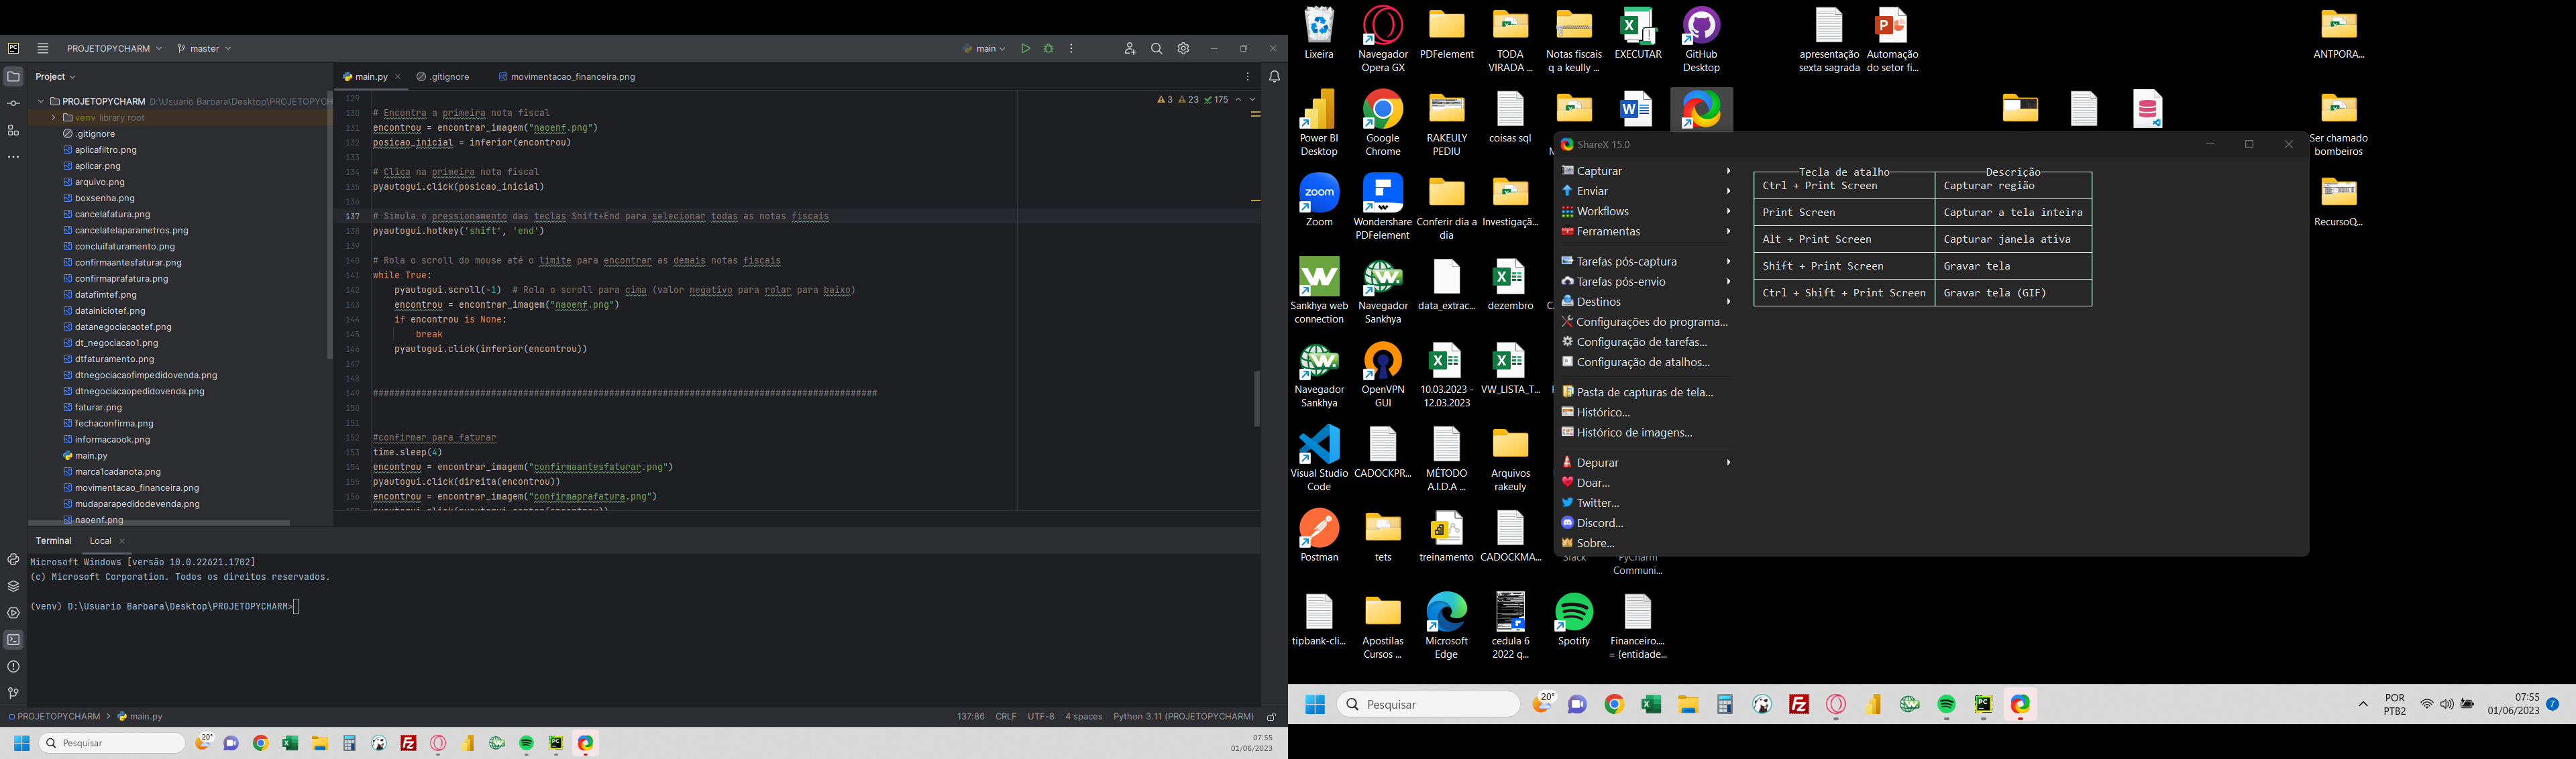 PROJETOPYCHARM
master
main
Project
main.py
.gitignore
movimentacao_financeira.png
PROJETOPYCHARM D:\Usuario Barbara\Desktop\PROJETOPYCH
venv library root
.gitignore
aplicafiltro.png
aplicar.png
arquivo.png
boxsenha.png
cancelafatura.png
cancelatelaparametros.png
concluifaturamento.png
confirmaantesfaturar.png
confirmaprafatura.png
datafimtef.png
datainiciotef.png
datanegociacaotef.png
dt_negociacao1.png
dtfaturamento.png
dtnegociacaofimpedidovenda.png
dtnegociacaopedidovenda.png
faturar.png
fechaconfirma.png
informacaook.png
main.py
marca1cadanota.png
movimentacao_financeira.png
mudaparapedidodevenda.png
naoenf.png
3 23 175
129
130 # Encontra a primeira nota fiscal
131 encontrou = encontrar_imagem("naoenf.png")
132 posicao_inicial = inferior(encontrou)
133
134 # Clica na primeira nota fiscal
135 pyautogui.click(posicao_inicial)
136
137 # Simula o pressionamento das teclas Shift+End para selecionar todas as notas fiscais
138 pyautogui.hotkey('shift', 'end')
139
140 # Rola o scroll do mouse até o limite para encontrar as demais notas fiscais
141 while True:
142 pyautogui.scroll(-1) # Rola o scroll para cima (valor negativo para rolar para baixo)
143 encontrou = encontrar_imagem("naoenf.png")
144 if encontrou is None:
145 break
146 pyautogui.click(inferior(encontrou))
147
148
149 ################################################################################################
150
151
152 #confirmar para faturar
153 time.sleep(4)
154 encontrou = encontrar_imagem("confirmaantesfaturar.png")
155 pyautogui.click(direita(encontrou))
156 encontrou = encontrar_imagem("confirmaprafatura.png")
Terminal
Local
Microsoft Windows [versão 10.0.22621.1702]
(c) Microsoft Corporation. Todos os direitos reservados.
(venv) D:\Usuario Barbara\Desktop\PROJETOPYCHARM>
PROJETOPYCHARM
main.py
137:86 CRLF UTF-8 4 spaces Python 3.11 (PROJETOPYCHARM)
Pesquisar
20°
07:55
01/06/2023
Lixeira
Navegador
Opera GX
PDFelement
TODA
VIRADA ...
Notas fiscais
q a keully ...
EXECUTAR
GitHub
Desktop
apresentação
sexta sagrada
Automação
do setor fi...
ANTPORA...
Power BI
Desktop
Google
Chrome
RAKEULY
PEDIU
coisas sql
Ser chamado
bombeiros
Zoom
Wondershare
PDFelement
Conferir dia a
dia
Investigaçã...
RecursoQ...
Sankhya web
connection
Navegador
Sankhya
data_extrac...
dezembro
Navegador
Sankhya
OpenVPN
GUI
10.03.2023 -
12.03.2023
VW_LISTA_T...
Visual Studio
Code
CADOCKPR...
MÉTODO
A.I.D.A ...
Arquivos
rakeuly
Postman
tets
treinamento
CADOCKMA...
Slack
PyCharm
Communi...
tipbank-cli...
Apostilas
Cursos ...
Microsoft
Edge
cedula 6
2022 q...
Spotify
Financeiro....
= (entidade...
ShareX 15.0
Capturar
Enviar
Workflows
Ferramentas
Tarefas pós-captura
Tarefas pós-envio
Destinos
Configurações do programa...
Configuração de tarefas...
Configuração de atalhos...
Pasta de capturas de tela...
Histórico...
Histórico de imagens...
Depurar
Doar...
Twitter...
Discord...
Sobre...
Tecla de atalho Descrição
Ctrl + Print Screen Capturar região
Print Screen Capturar a tela inteira
Alt + Print Screen Capturar janela ativa
Shift + Print Screen Gravar tela
Ctrl + Shift + Print Screen Gravar tela (GIF)
Pesquisar
20°
POR
PTB2
07:55
01/06/2023
7